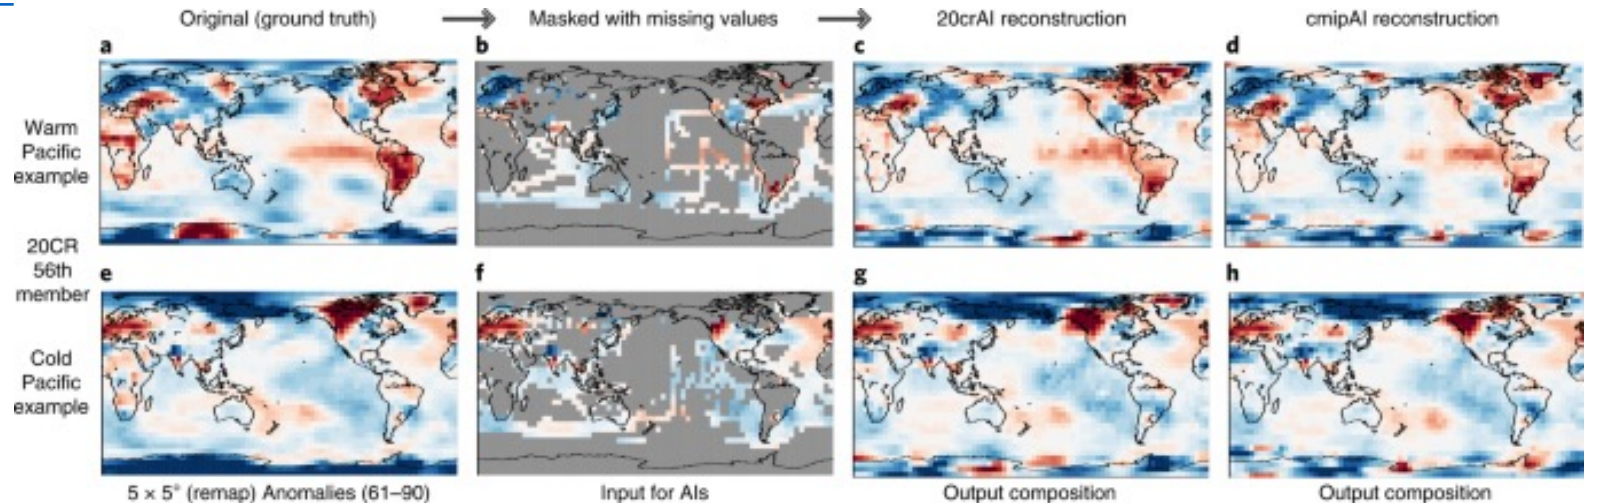 Original (ground truth)
Masked with missing values
20crAI reconstruction
cmipAI reconstruction
a
b
c
d
Warm
Pacific
example
20CR
56th
member
e
f
g
h
Cold
Pacific
example
5 × 5° (remap) Anomalies (61–90)
Input for AIs
Output composition
Output composition